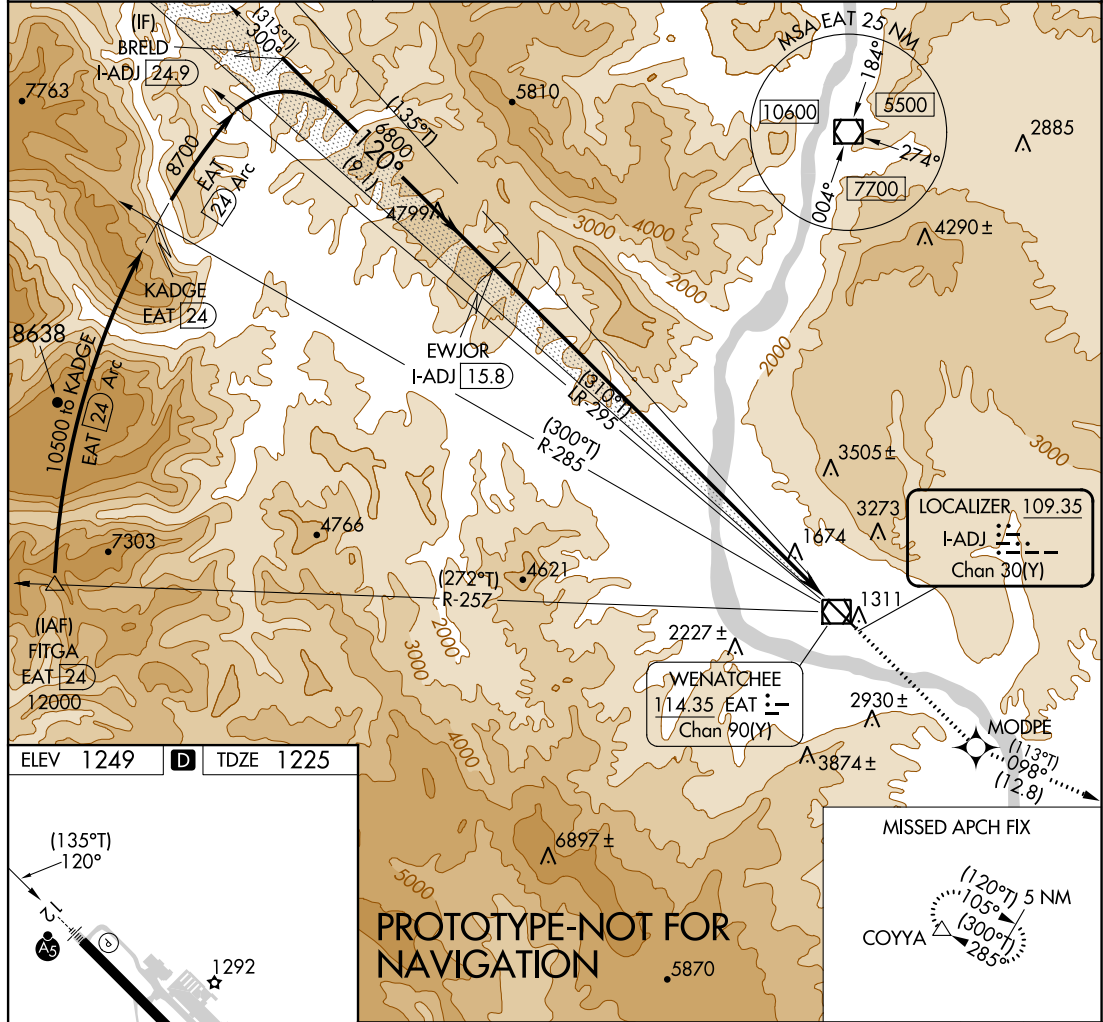 (IF)
BRELD
I-ADJ 24.9
(315°T)
300°
7763
5810
MSA EAT 25 NM
184°
10600
5500
274°
7700
004°
2885
(135°T)
6800
120°
(9.1)
8700
EAT
24 Arc
4799
3000
4000
2000
4290±
KADGE
EAT 24
8638
10500 to KADGE
EAT 24 Arc
EWJOR
I-ADJ 15.8
(310°T)
LR-295
(300°T)
R-285
2000
3505±
3000
3273
LOCALIZER 109.35
I-ADJ
Chan 30(Y)
1674
4766
7303
4621
(272°T)
R-257
1311
(IAF)
FITGA
EAT 24
12000
2000
3000
2227±
WENATCHEE
114.35 EAT
Chan 90(Y)
2930±
3874±
MODPE
(113°T)
098°
(12.8)
4000
ELEV 1249 D TDZE 1225
(135°T)
120°
12
A5
P
1292
6897±
5000
PROTOTYPE-NOT FOR
NAVIGATION
5870
MISSED APCH FIX
(120°T)
105°
5 NM
(300°T)
285°
COYYA